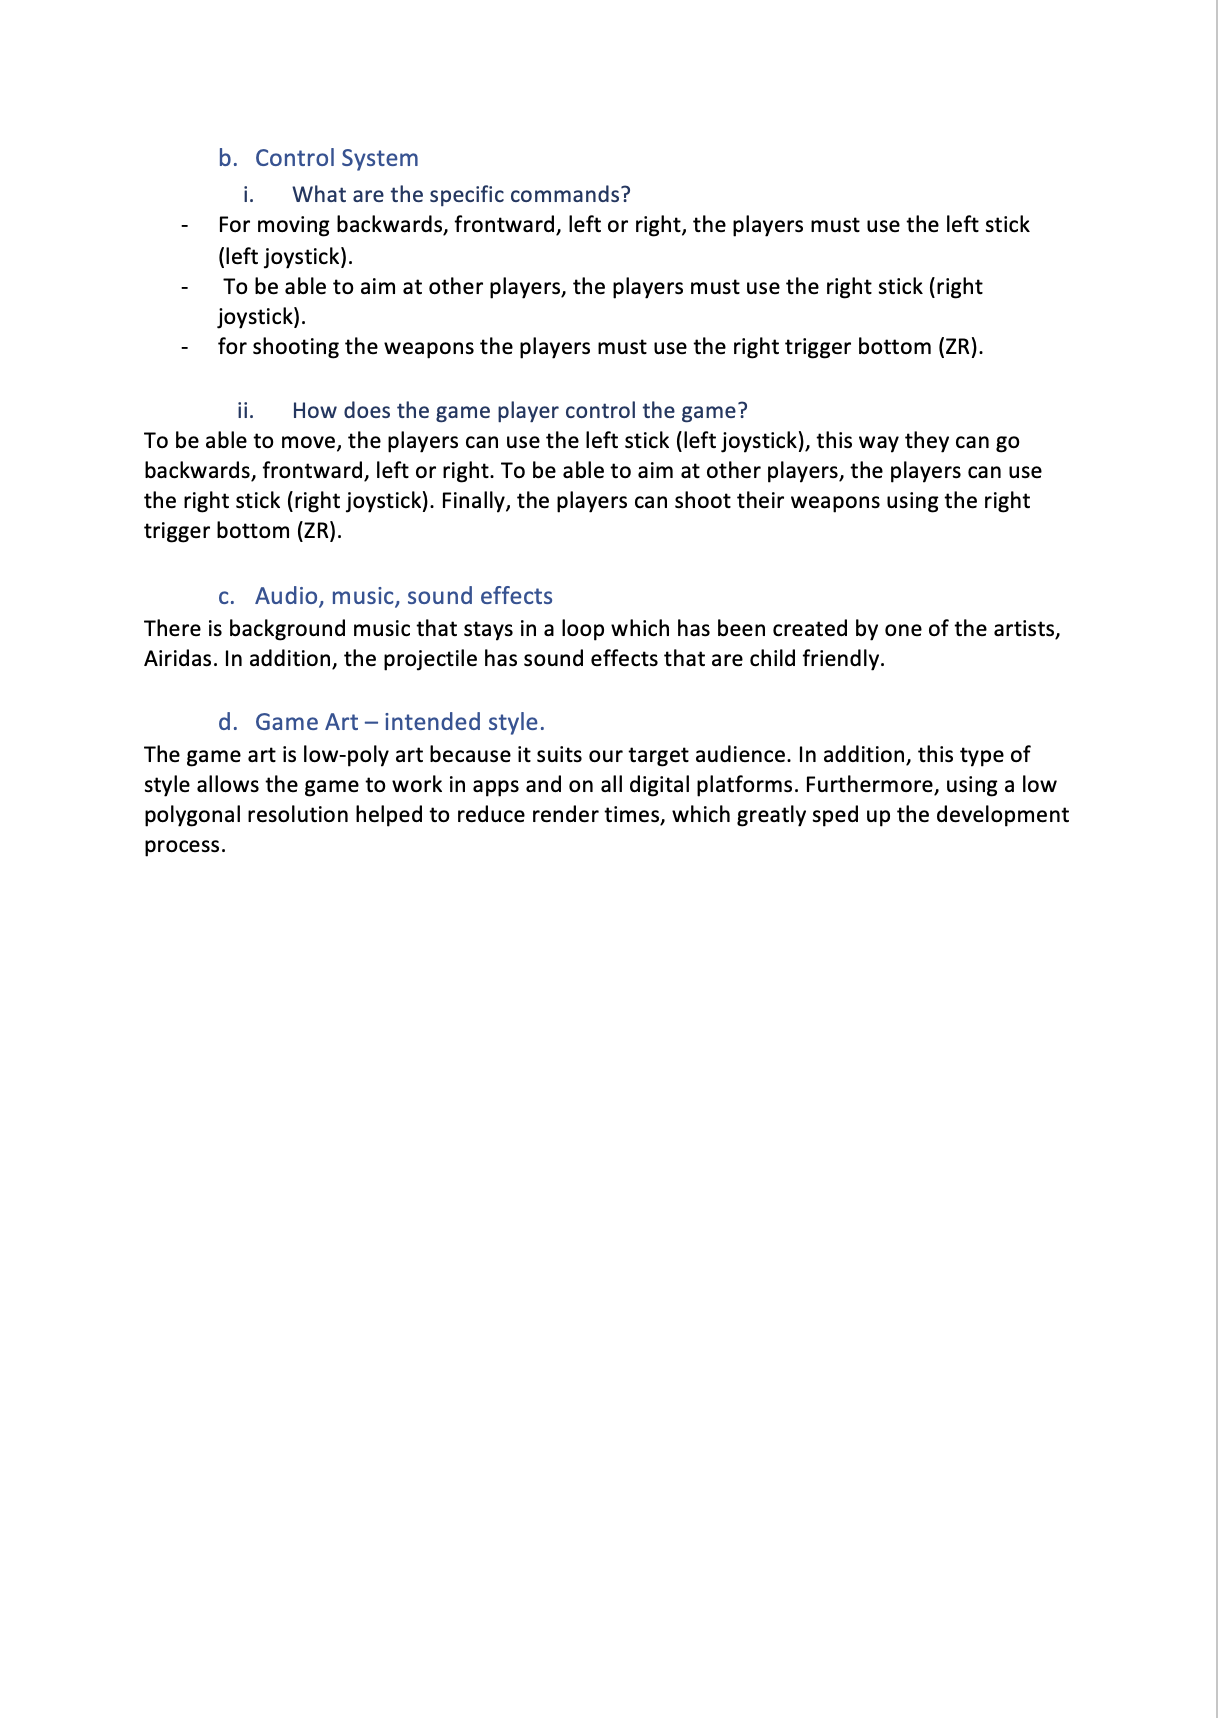 b. Control System
i. What are the specific commands?
- For moving backwards, frontward, left or right, the players must use the left stick
(left joystick).
- To be able to aim at other players, the players must use the right stick (right
joystick).
- for shooting the weapons the players must use the right trigger bottom (ZR).
ii. How does the game player control the game?
To be able to move, the players can use the left stick (left joystick), this way they can go
backwards, frontward, left or right. To be able to aim at other players, the players can use
the right stick (right joystick). Finally, the players can shoot their weapons using the right
trigger bottom (ZR).
c. Audio, music, sound effects
There is background music that stays in a loop which has been created by one of the artists,
Airidas. In addition, the projectile has sound effects that are child friendly.
d. Game Art – intended style.
The game art is low-poly art because it suits our target audience. In addition, this type of
style allows the game to work in apps and on all digital platforms. Furthermore, using a low
polygonal resolution helped to reduce render times, which greatly sped up the development
process.